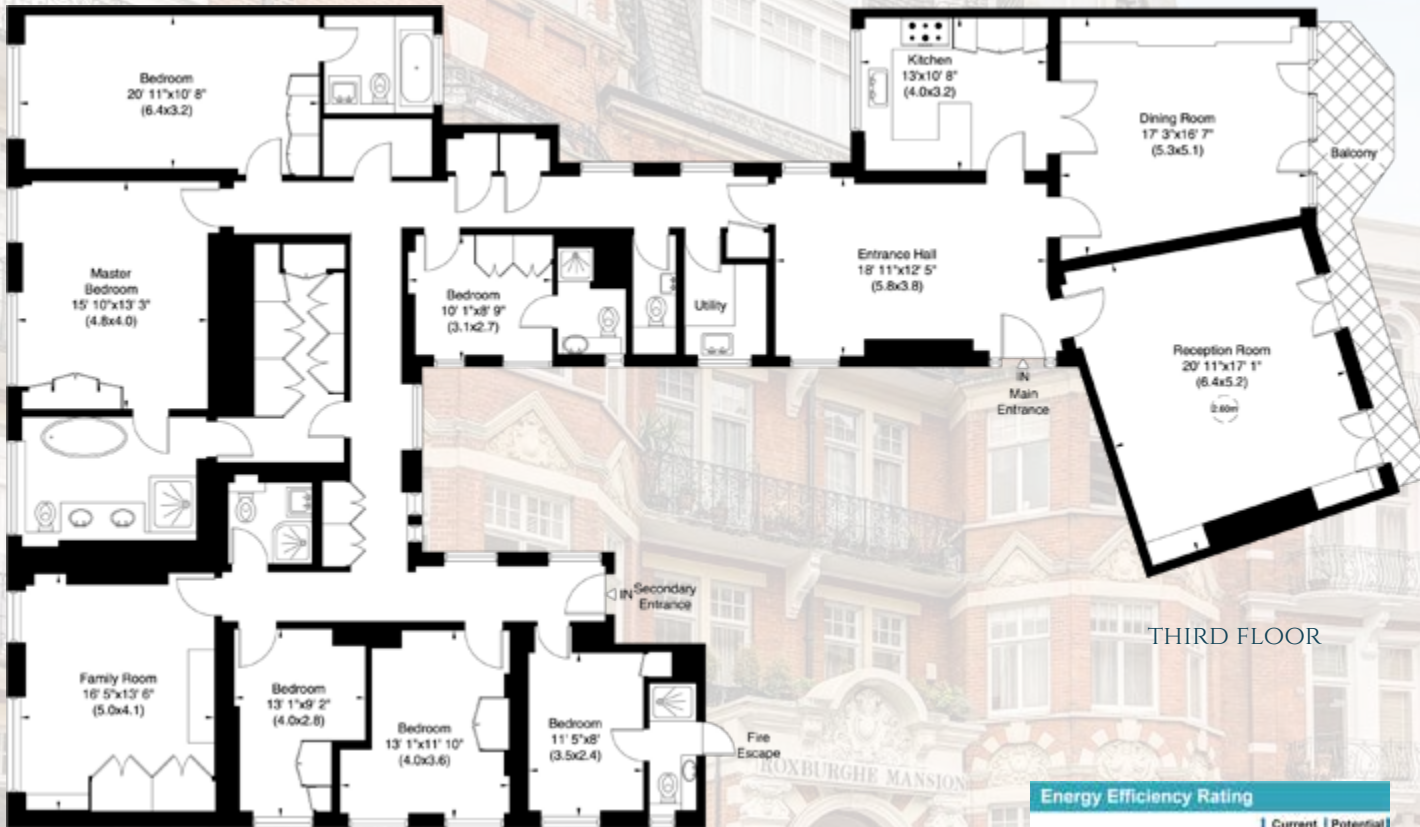 Bedroom
20' 11"x10' 8"
(6.4x3.2)
Kitchen
13'x10' 8"
(4.0x3.2)
Dining Room
17' 3"x16' 7"
(5.3x5.1)
Balcony
Master
Bedroom
15' 10"x13' 3"
(4.8x4.0)
Bedroom
10' 1"x8' 9"
(3.1x2.7)
Utility
Entrance Hall
18' 11"x12' 5"
(5.8x3.8)
Reception Room
20' 11"x17' 1"
(6.4x5.2)
2.60m
IN
Main
Entrance
IN
Secondary
Entrance
THIRD FLOOR
Family Room
16' 5"x13' 6"
(5.0x4.1)
Bedroom
13' 1"x9' 2"
(4.0x2.8)
Bedroom
13' 1"x11' 10"
(4.0x3.6)
Bedroom
11' 5"x8'
(3.5x2.4)
Fire
Escape
ROXBURGHE MANSION
Energy Efficiency Rating
Current Potential